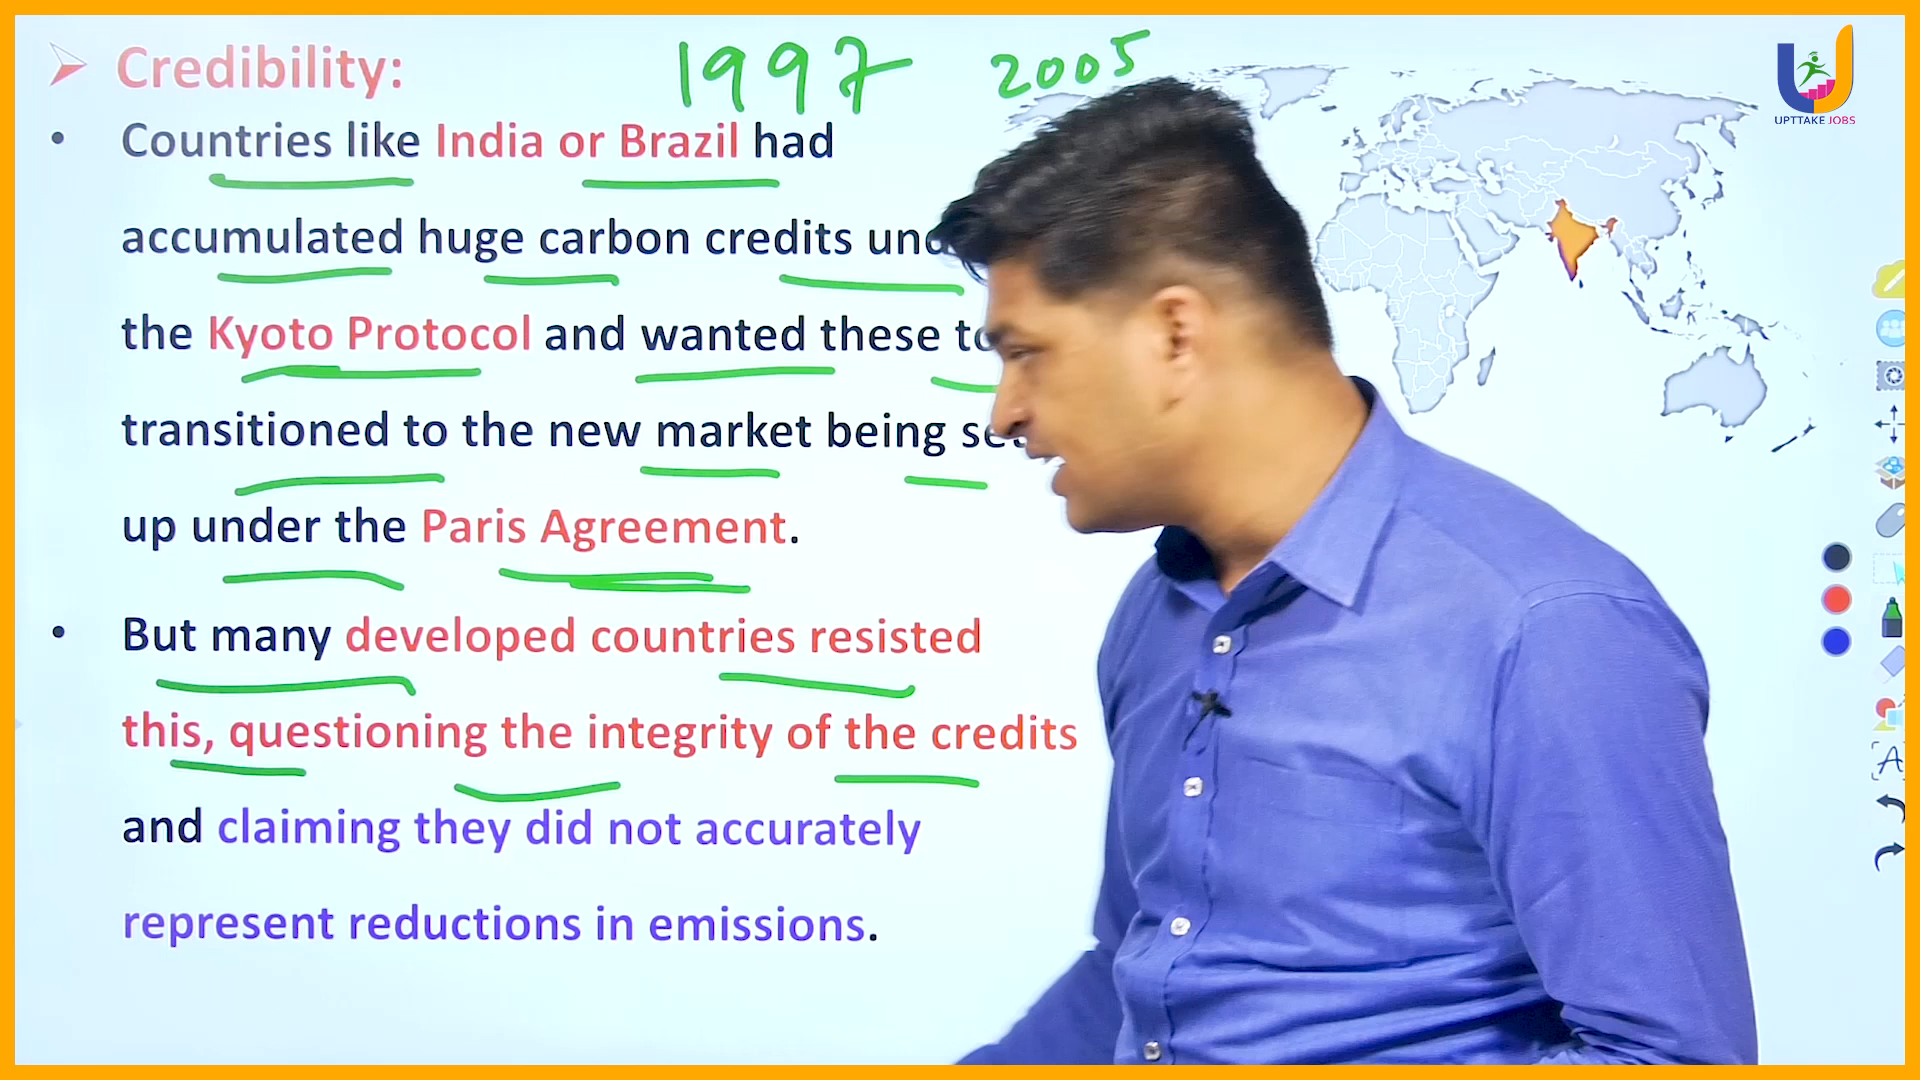 Credibility: 1997 2005
UPTTAKE JOBS
• Countries like India or Brazil had
accumulated huge carbon credits
the Kyoto Protocol and wanted these
transitioned to the new market being
up under the Paris Agreement.
• But many developed countries resisted
this, questioning the integrity of the credits
and claiming they did not accurately
represent reductions in emissions.
A